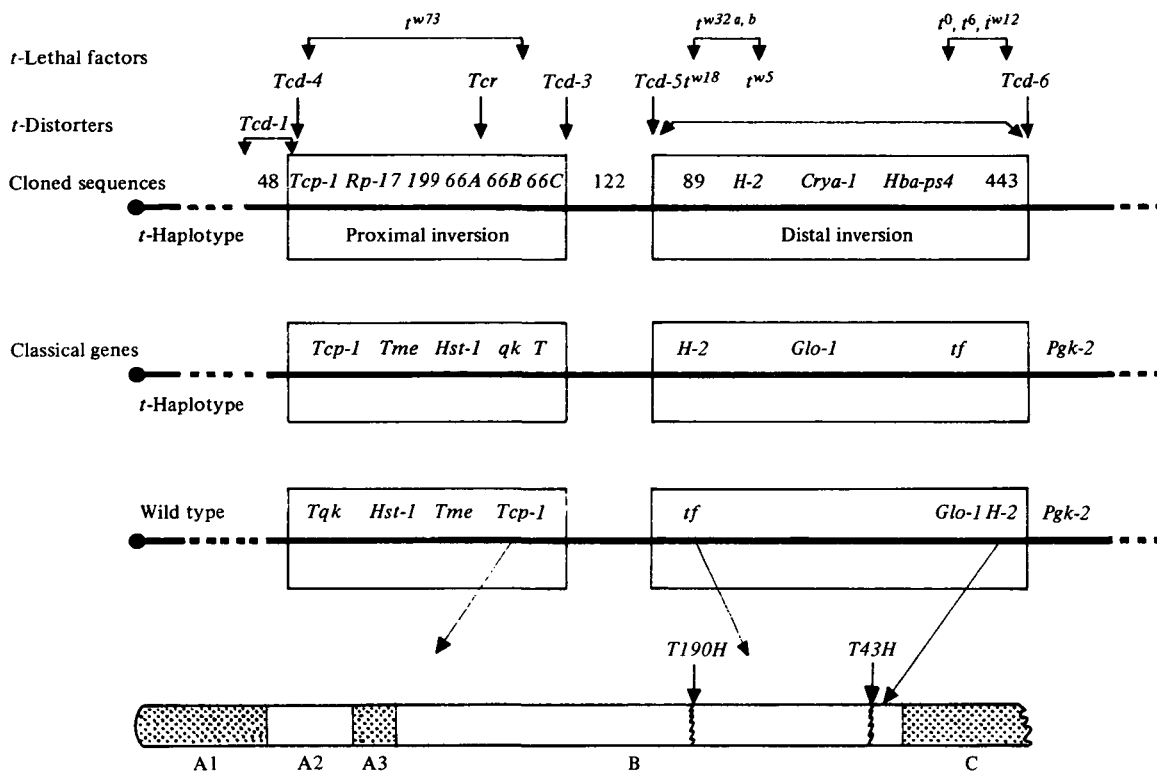 t^w73 t^w32 a, b t^0, t^6, t^w12
t-Lethal factors
Tcd-4 Tcr Tcd-3 Tcd-5 t^w18 t^w5 Tcd-6
t-Distorters Tcd-1
Cloned sequences 48 Tcp-1 Rp-17 199 66A 66B 66C 122 89 H-2 Crya-1 Hba-ps4 443
t-Haplotype Proximal inversion Distal inversion
Classical genes Tcp-1 Tme Hst-1 qk T H-2 Glo-1 tf Pgk-2
t-Haplotype
Wild type Tqk Hst-1 Tme Tcp-1 tf Glo-1 H-2 Pgk-2
T190H T43H
A1 A2 A3 B C